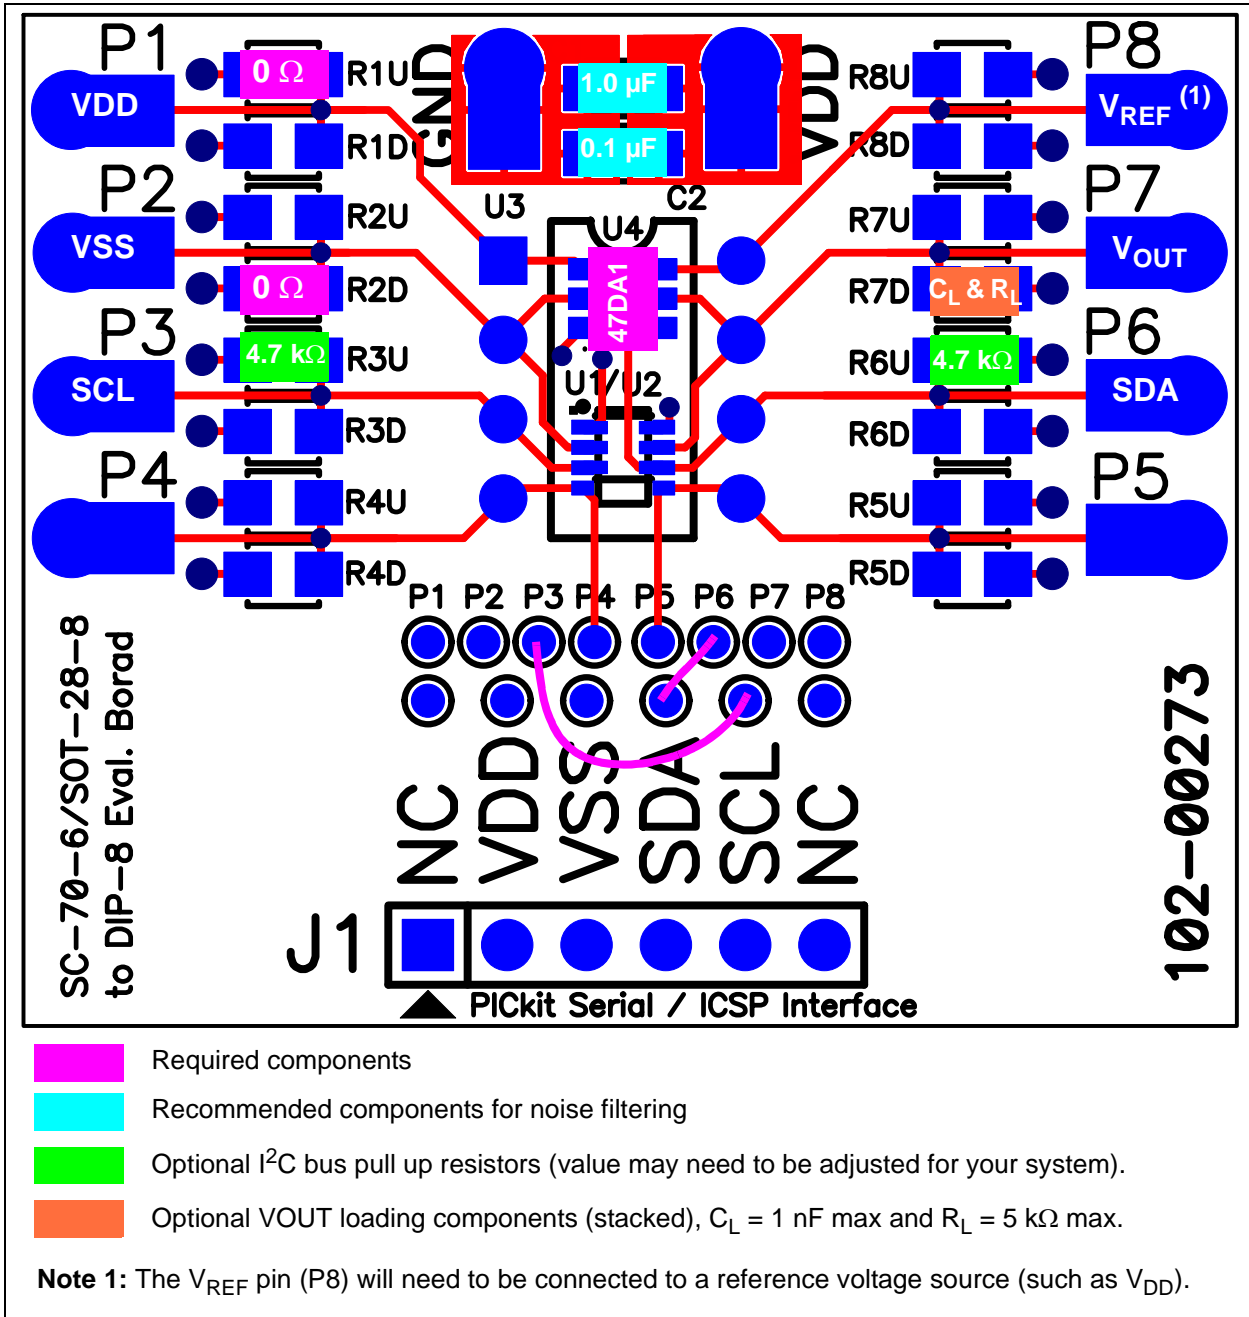 P1
VDD
0 Ω
R1U
R1D
GND
1.0 µF
0.1 µF
VDD
R8U
R8D
P8
VREF (1)
P2
VSS
R2U
0 Ω
R2D
U3
C2
U4
47DA1
R7U
CL & RL
R7D
P7
VOUT
P3
SCL
4.7 kΩ
R3U
R3D
U1/U2
R6U
4.7 kΩ
R6D
P6
SDA
P4
R4U
R4D
R5U
R5D
P5
P1 P2 P3 P4 P5 P6 P7 P8
NC VDD VSS SDA SCL NC
J1
PICkit Serial / ICSP Interface
SC-70-6/SOT-28-8
to DIP-8 Eval. Borad
102-00273
Required components
Recommended components for noise filtering
Optional I2C bus pull up resistors (value may need to be adjusted for your system).
Optional VOUT loading components (stacked), CL = 1 nF max and RL = 5 kΩ max.
Note 1: The VREF pin (P8) will need to be connected to a reference voltage source (such as VDD).